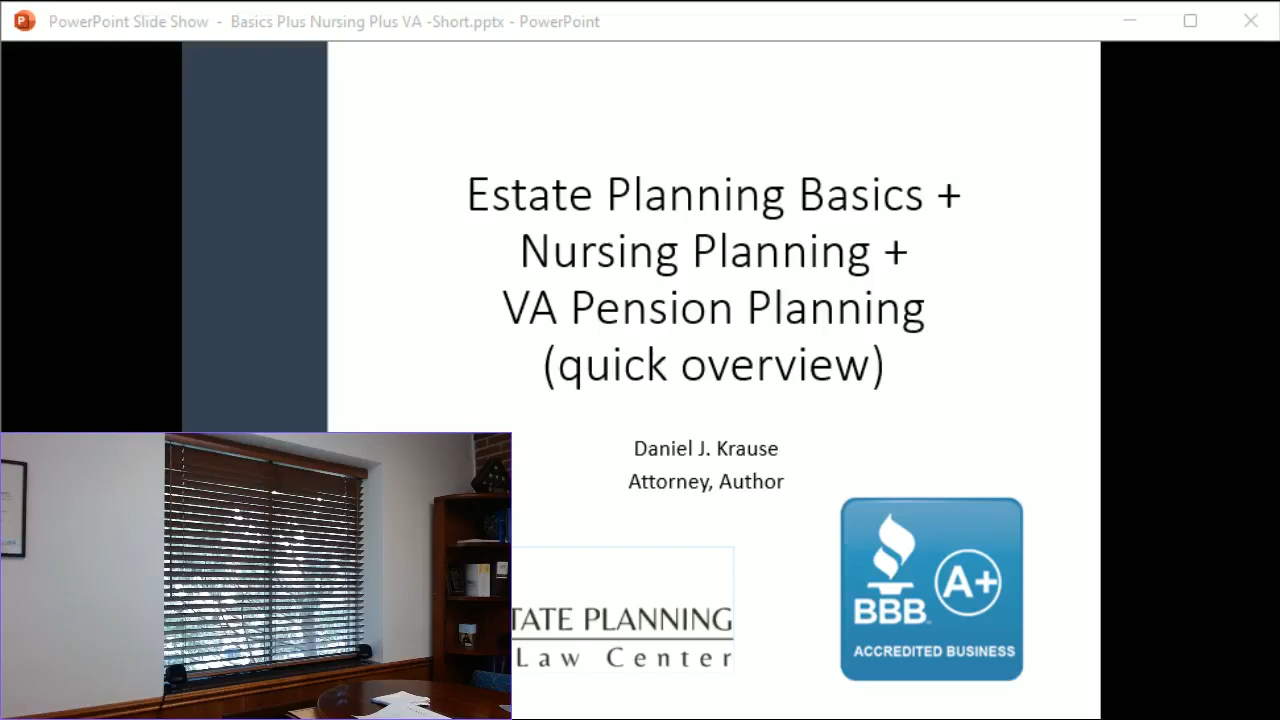 PowerPoint Slide Show - Basics Plus Nursing Plus VA -Short.pptx - PowerPoint
Estate Planning Basics +
Nursing Planning +
VA Pension Planning
(quick overview)
Daniel J. Krause
Attorney, Author
TATE PLANNING
Law Center
A+
BBB
ACCREDITED BUSINESS